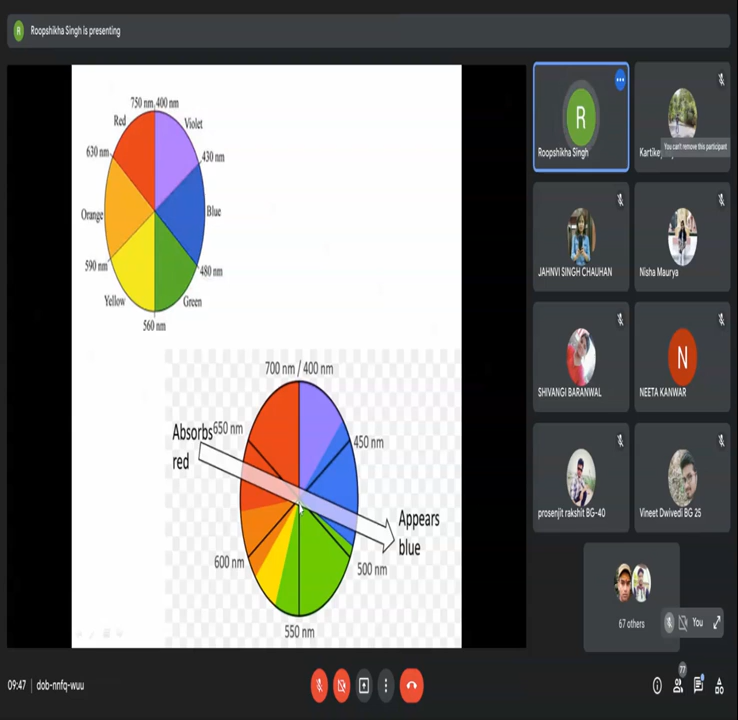 R Roopshikha Singh is presenting
750 nm 400 nm
Red
Violet
630 nm
430 nm
Orange
Blue
590 nm
480 nm
Yellow
Green
560 nm
700 nm / 400 nm
Absorbs
red
650 nm
450 nm
Appears
blue
600 nm
500 nm
550 nm
R
Roopshikha Singh
You can't remove this participant
JAHNVI SINGH CHAUHAN
Nisha Maurya
SHIVANGI BARANWAL
N
NEETA KANWAR
prosenjit rakshit BG-40
Vineet Dwivedi BG 25
67 others
You
09:47 | dob-nnfq-wuu
77